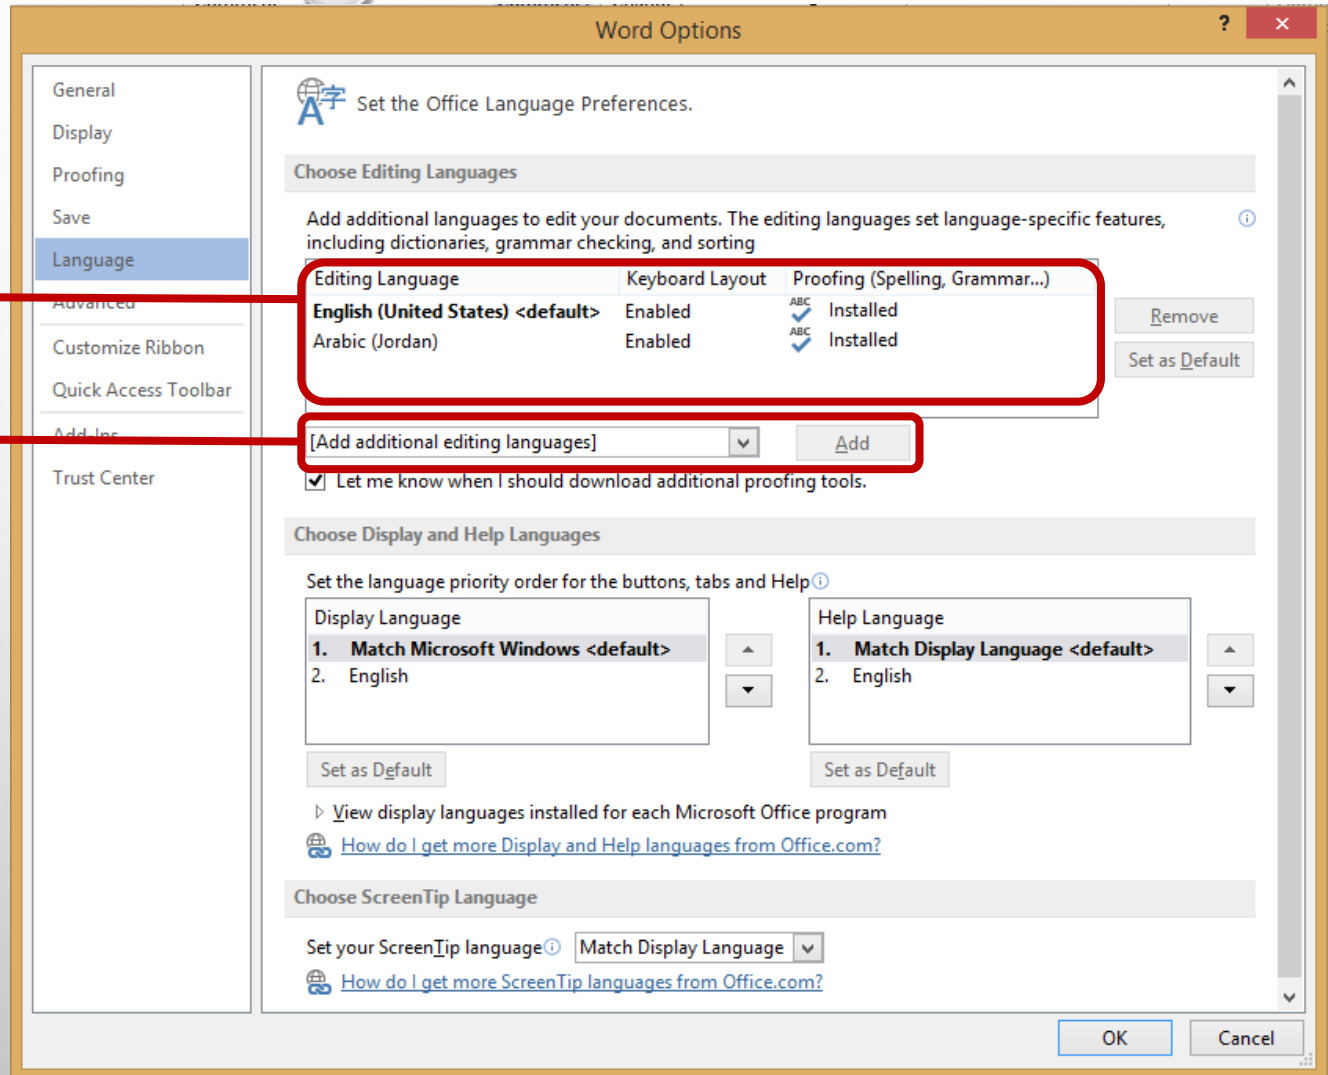 Word Options
?
General
Display
Proofing
Save
Language
Advanced
Customize Ribbon
Quick Access Toolbar
Add-Ins
Trust Center
Set the Office Language Preferences.
Choose Editing Languages
Add additional languages to edit your documents. The editing languages set language-specific features,
including dictionaries, grammar checking, and sorting
Editing Language Keyboard Layout Proofing (Spelling, Grammar...)
English (United States) <default> Enabled ABC Installed
Arabic (Jordan) Enabled ABC Installed
Remove
Set as Default
[Add additional editing languages] Add
Let me know when I should download additional proofing tools.
Choose Display and Help Languages
Set the language priority order for the buttons, tabs and Help
Display Language
1. Match Microsoft Windows <default>
2. English
Set as Default
Help Language
1. Match Display Language <default>
2. English
Set as Default
View display languages installed for each Microsoft Office program
How do I get more Display and Help languages from Office.com?
Choose ScreenTip Language
Set your ScreenTip language Match Display Language
How do I get more ScreenTip languages from Office.com?
OK Cancel